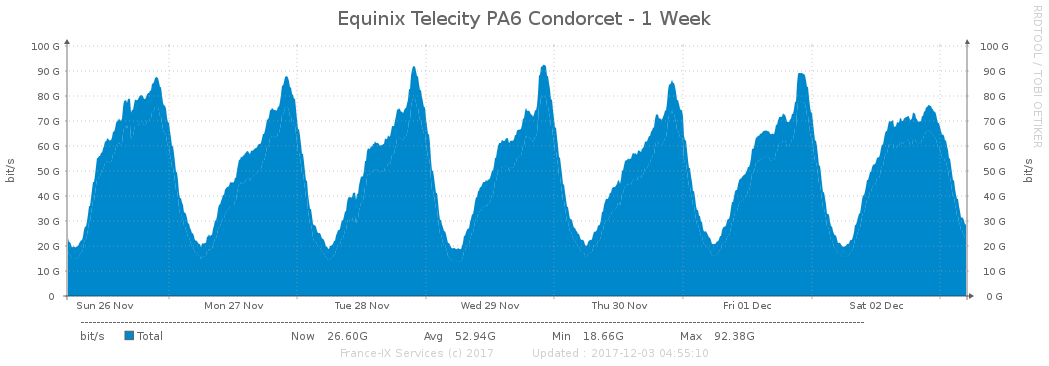 Equinix Telecity PA6 Condorcet - 1 Week
RRDTOOL / TOBI OETIKER
bit/s
bit/s
100 G 100 G
90 G 90 G
80 G 80 G
70 G 70 G
60 G 60 G
50 G 50 G
40 G 40 G
30 G 30 G
20 G 20 G
10 G 10 G
0 0 G
Sun 26 Nov Mon 27 Nov Tue 28 Nov Wed 29 Nov Thu 30 Nov Fri 01 Dec Sat 02 Dec
bit/s Total Now 26.60G Avg 52.94G Min 18.66G Max 92.38G
France-IX Services (c) 2017 Updated : 2017-12-03 04:55:10